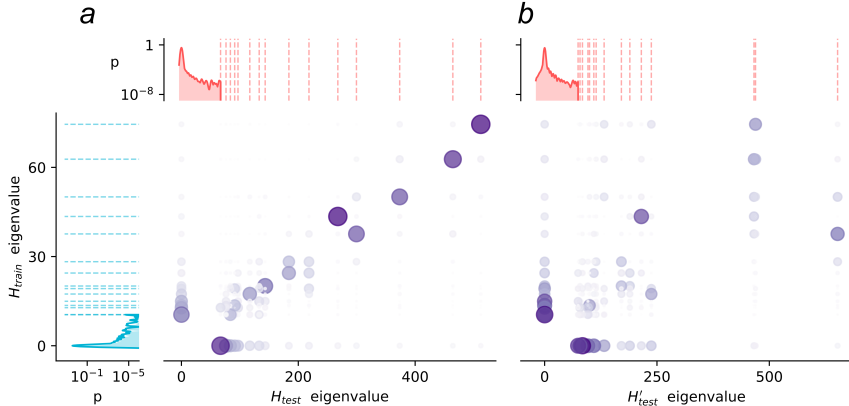 a
b
p
1
10⁻⁸
H_train eigenvalue
60
30
0
10⁻¹ 10⁻⁵
p
0 200 400
H_test eigenvalue
0 250 500
H′_test eigenvalue